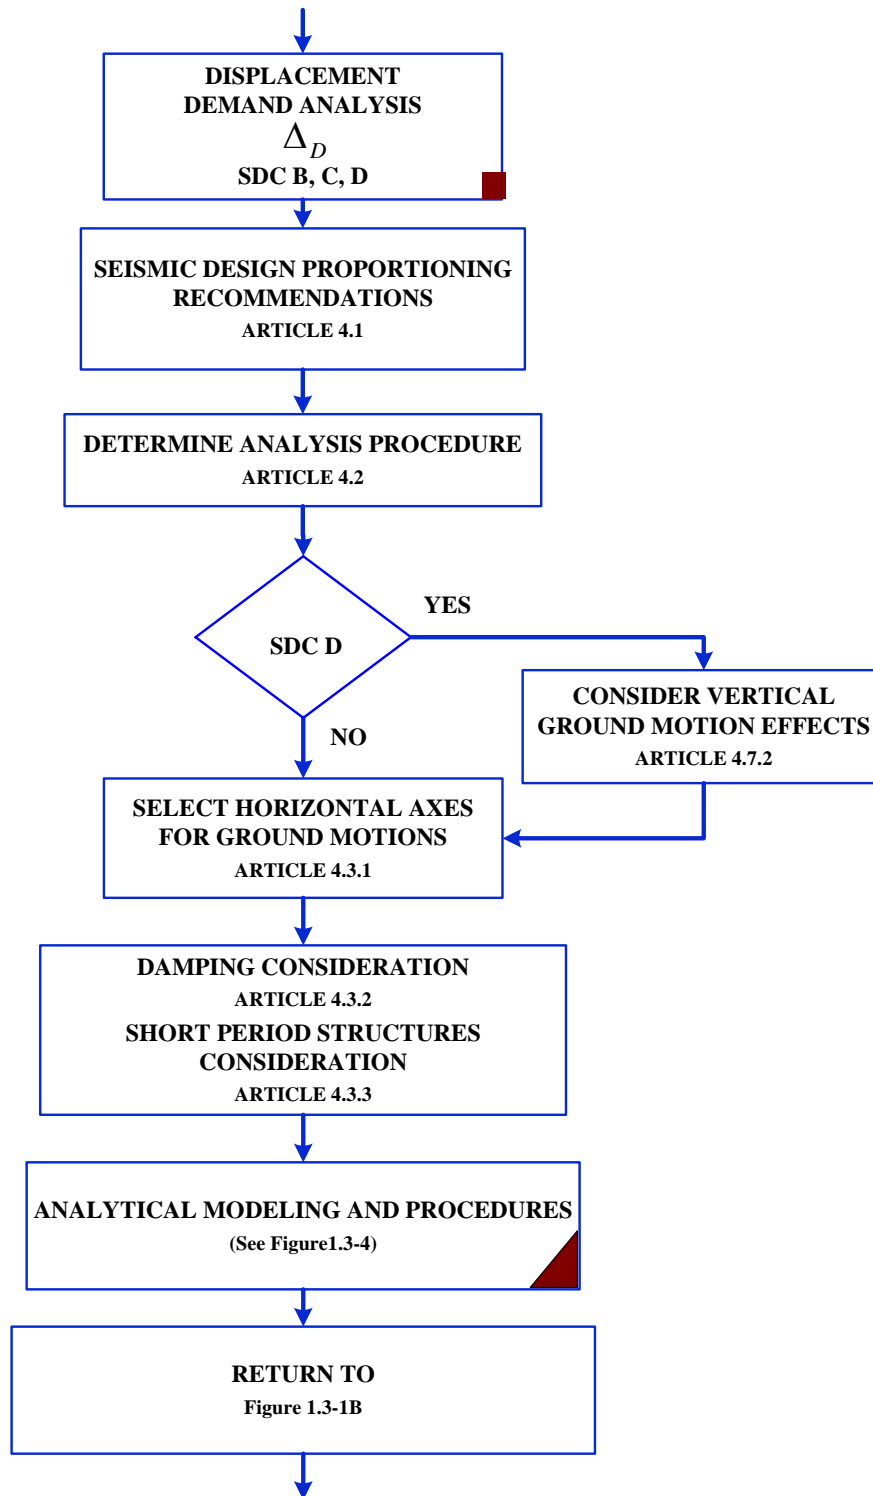 DISPLACEMENT
DEMAND ANALYSIS
Δ_D
SDC B, C, D
SEISMIC DESIGN PROPORTIONING
RECOMMENDATIONS
ARTICLE 4.1
DETERMINE ANALYSIS PROCEDURE
ARTICLE 4.2
SDC D
YES
NO
CONSIDER VERTICAL
GROUND MOTION EFFECTS
ARTICLE 4.7.2
SELECT HORIZONTAL AXES
FOR GROUND MOTIONS
ARTICLE 4.3.1
DAMPING CONSIDERATION
ARTICLE 4.3.2
SHORT PERIOD STRUCTURES
CONSIDERATION
ARTICLE 4.3.3
ANALYTICAL MODELING AND PROCEDURES
(See Figure1.3-4)
RETURN TO
Figure 1.3-1B